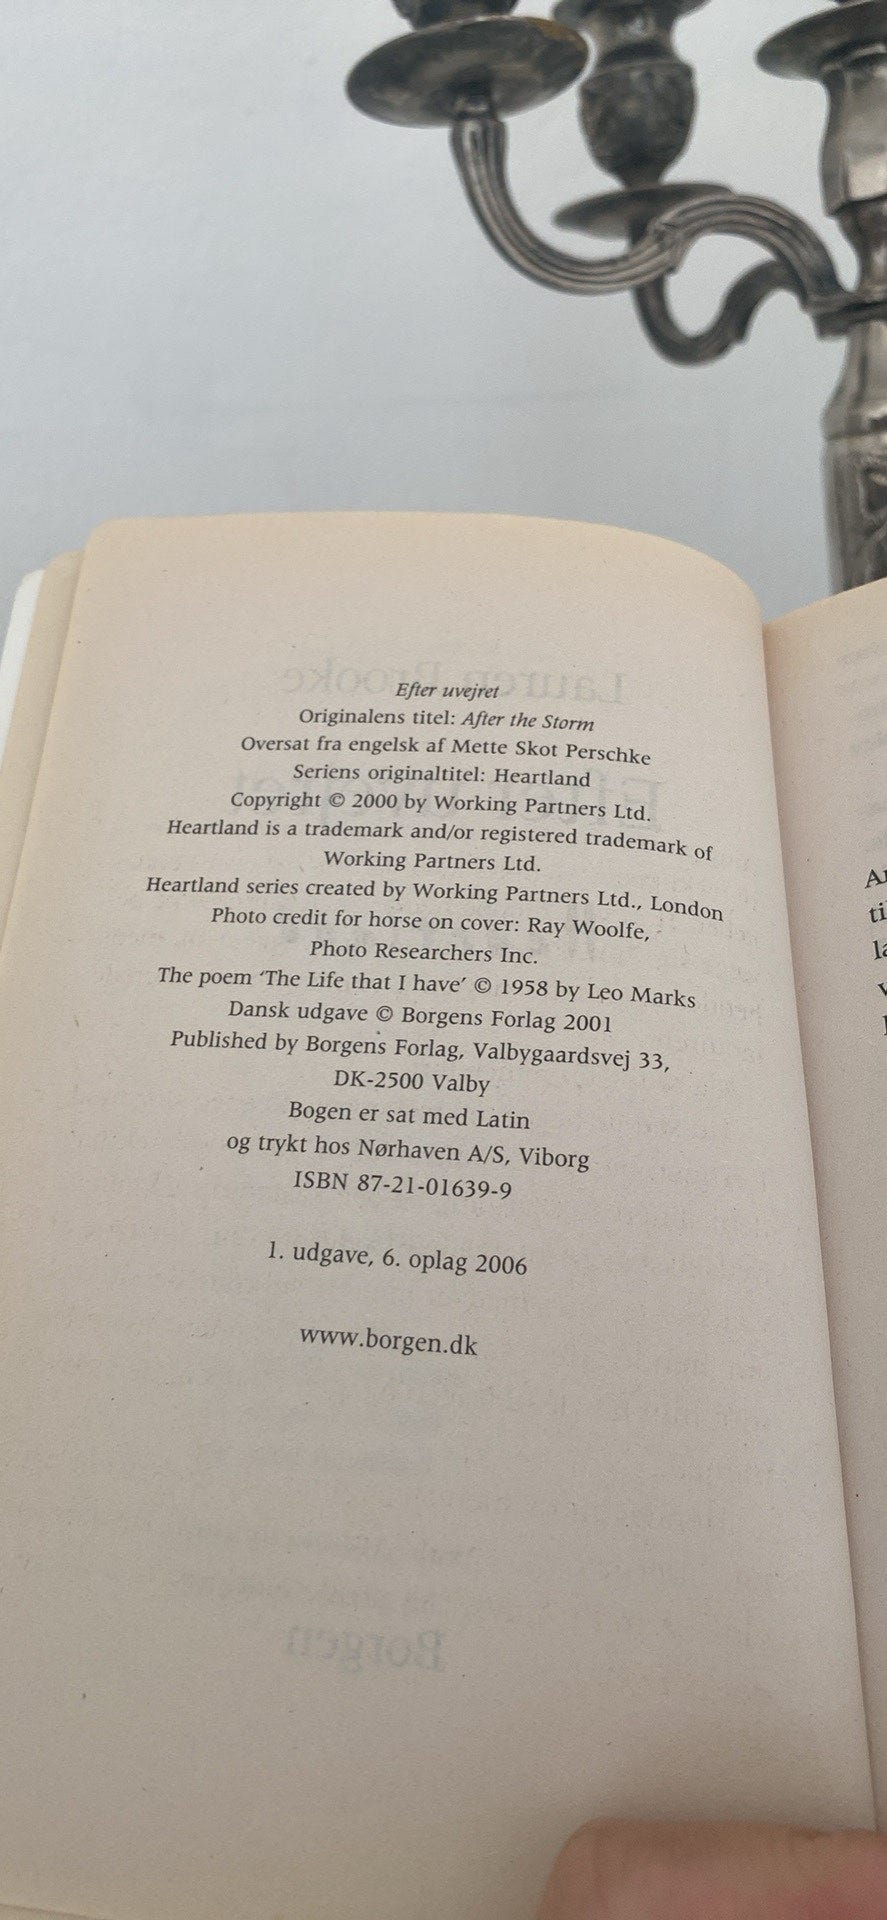 Efter uvejret
Originalens titel: After the Storm
Oversat fra engelsk af Mette Skot Perschke
Seriens originaltitel: Heartland
Copyright © 2000 by Working Partners Ltd.
Heartland is a trademark and/or registered trademark of
Working Partners Ltd.
Heartland series created by Working Partners Ltd., London
Photo credit for horse on cover: Ray Woolfe,
Photo Researchers Inc.
The poem ‘The Life that I have’ © 1958 by Leo Marks
Dansk udgave © Borgens Forlag 2001
Published by Borgens Forlag, Valbygaardsvej 33,
DK-2500 Valby
Bogen er sat med Latin
og trykt hos Nørhaven A/S, Viborg
ISBN 87-21-01639-9
1. udgave, 6. oplag 2006
www.borgen.dk